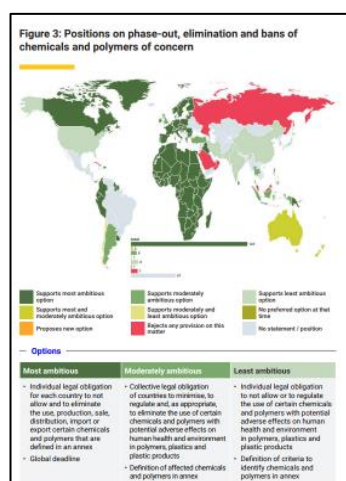 Figure 3: Positions on phase-out, elimination and bans of
chemicals and polymers of concern
Supports most ambitious
option
Supports moderately
ambitious option
Supports least ambitious
option
Supports most and
moderately ambitious option
Supports moderately and
least ambitious option
No preferred option at that
time
Proposes new option
Rejects any provision on this
matter
No statement / position
Options
Most ambitious
Moderately ambitious
Least ambitious
• Individual legal obligation
for each country to not
allow and to eliminate
the use, production, sale,
distribution, import or
export certain chemicals
and polymers that are
defined in an annex
• Global deadline
• Collective legal obligation
of countries to minimise, to
regulate and, as appropriate,
to eliminate the use of certain
chemicals and polymers with
potential adverse effects on
human health and environment
in polymers, plastics and
plastic products
• Definition of affected chemicals
and polymers in annex
• Individual legal obligation
to not allow or to regulate
the use of certain chemicals
and polymers with potential
adverse effects on human
health and environment
in polymers, plastics and
plastic products
• Definition of criteria to
identify chemicals and
polymers in annex